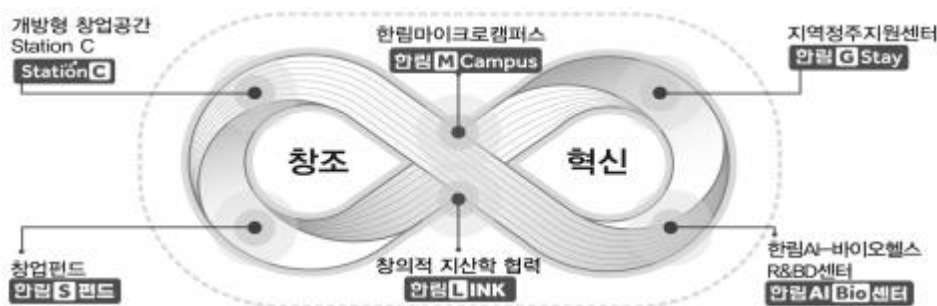 개방형 창업공간
Station C
Station C
한림마이크로캠퍼스
한림 M Campus
지역정주지원센터
한림 G Stay
창조
혁신
창업펀드
한림 S 펀드
창의적 지산학 협력
한림 L INK
한림AI-바이오헬스
R&BD센터
한림 AI Bio 센터